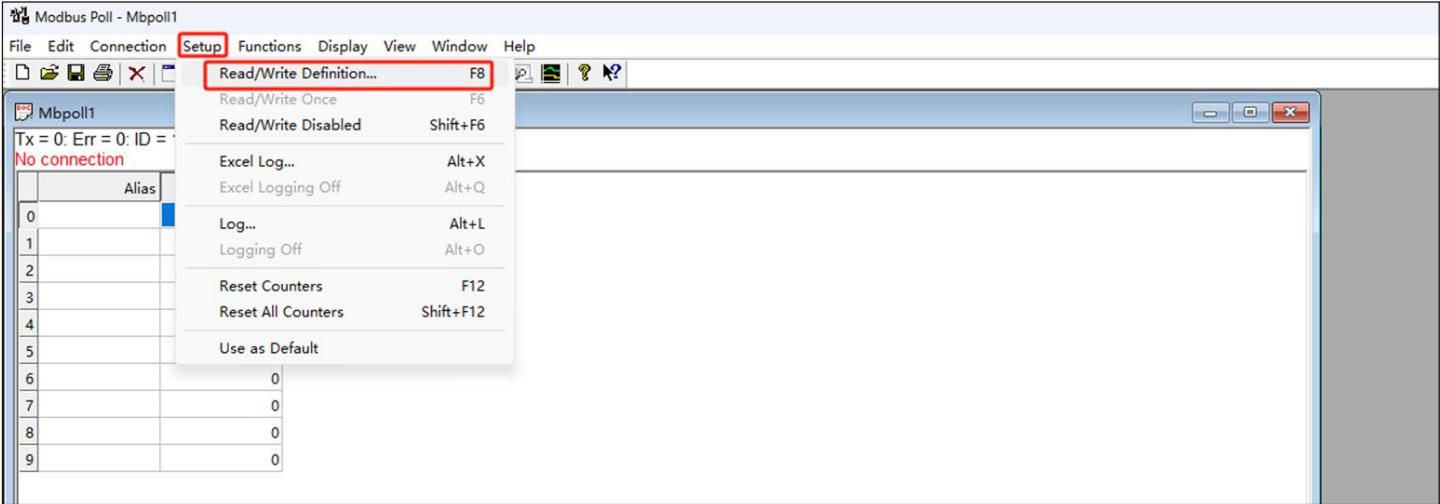 Modbus Poll - Mbpoll1
File Edit Connection Setup Functions Display View Window Help
Read/Write Definition... F8
Mbpoll1
Read/Write Once F6
Tx = 0: Err = 0: ID =
Read/Write Disabled Shift+F6
No connection
Excel Log... Alt+X
Alias
Excel Logging Off Alt+Q
0
Log... Alt+L
1
Logging Off Alt+O
2
Reset Counters F12
3
Reset All Counters Shift+F12
4
Use as Default
5
6 0
7 0
8 0
9 0